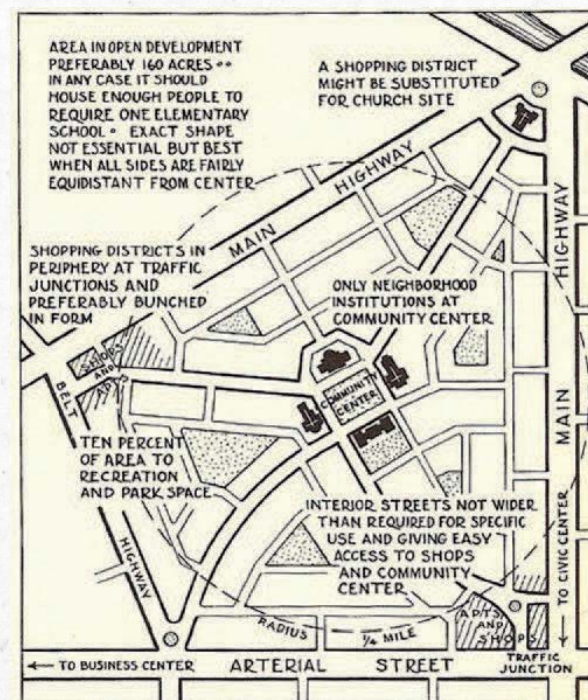 AREA IN OPEN DEVELOPMENT
PREFERABLY 160 ACRES ••
IN ANY CASE IT SHOULD
HOUSE ENOUGH PEOPLE TO
REQUIRE ONE ELEMENTARY
SCHOOL • EXACT SHAPE
NOT ESSENTIAL BUT BEST
WHEN ALL SIDES ARE FAIRLY
EQUIDISTANT FROM CENTER
A SHOPPING DISTRICT
MIGHT BE SUBSTITUTED
FOR CHURCH SITE
MAIN HIGHWAY
HIGHWAY
MAIN
SHOPPING DISTRICTS IN
PERIPHERY AT TRAFFIC
JUNCTIONS AND
PREFERABLY BUNCHED
IN FORM
ONLY NEIGHBORHOOD
INSTITUTIONS AT
COMMUNITY CENTER
SHOPS
AND
APTS
BELT
HIGHWAY
COMMUNITY
CENTER
TEN PERCENT
OF AREA TO
RECREATION
AND PARK SPACE
INTERIOR STREETS NOT WIDER
THAN REQUIRED FOR SPECIFIC
USE AND GIVING EASY
ACCESS TO SHOPS
AND COMMUNITY
CENTER
TO CIVIC CENTER
APTS
AND
SHOPS
RADIUS ¼ MILE
← TO BUSINESS CENTER
ARTERIAL STREET
TRAFFIC
JUNCTION